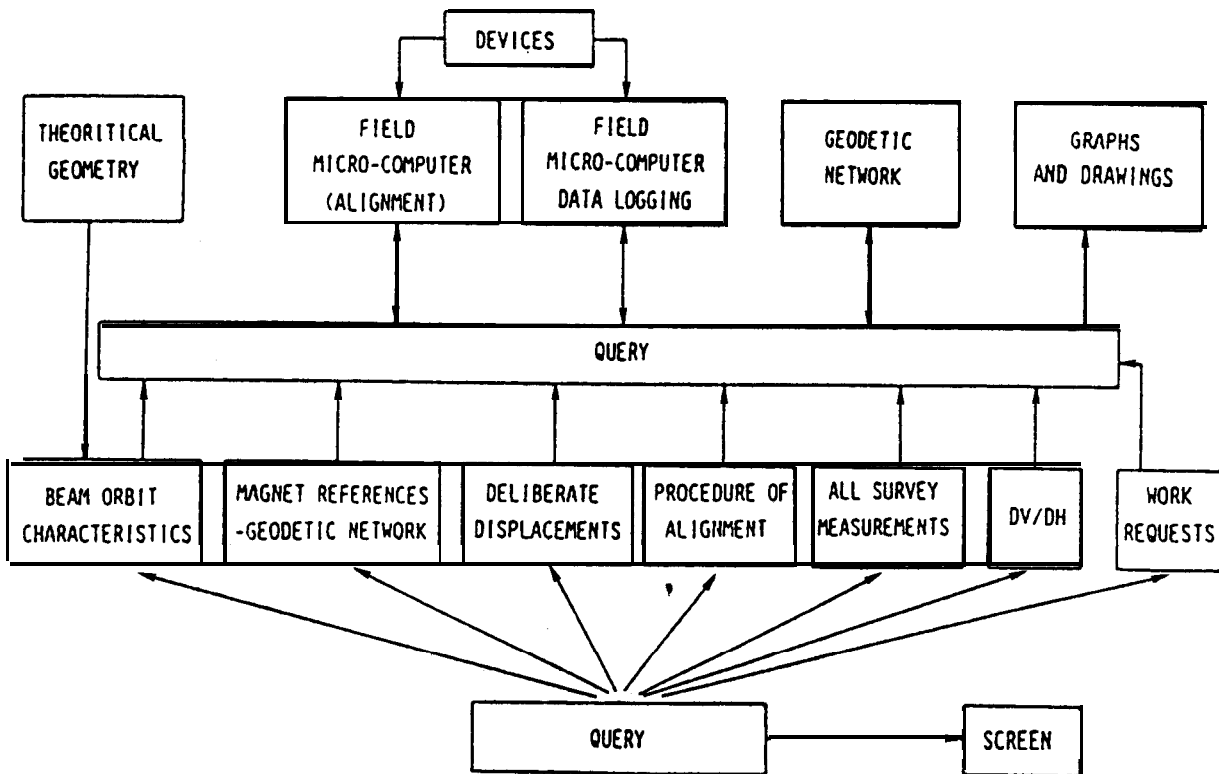 DEVICES
THEORITICAL
GEOMETRY
FIELD
MICRO-COMPUTER
(ALIGNMENT)
FIELD
MICRO-COMPUTER
DATA LOGGING
GEODETIC
NETWORK
GRAPHS
AND DRAWINGS
QUERY
BEAM ORBIT
CHARACTERISTICS
MAGNET REFERENCES
-GEODETIC NETWORK
DELIBERATE
DISPLACEMENTS
PROCEDURE OF
ALIGNMENT
ALL SURVEY
MEASUREMENTS
DV/DH
WORK
REQUESTS
QUERY
SCREEN